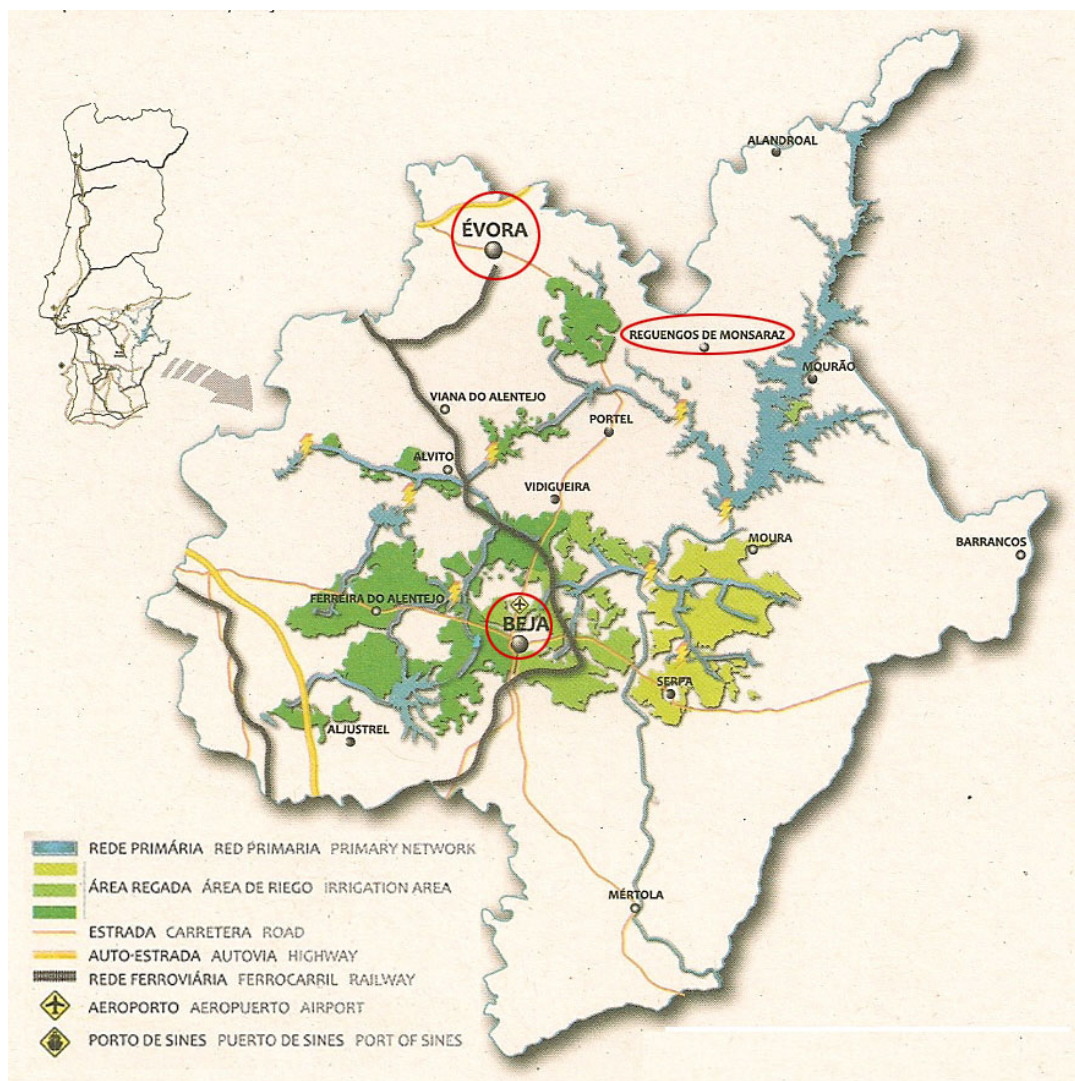 ALANDROAL
ÉVORA
REGUENGOS DE MONSARAZ
MOURÃO
VIANA DO ALENTEJO
PORTEL
ALVITO
VIDIGUEIRA
MOURA
BARRANCOS
FERREIRA DO ALENTEJO
BEJA
SERPA
ALJUSTREL
MÉRTOLA
REDE PRIMÁRIA RED PRIMARIA PRIMARY NETWORK
ÁREA REGADA ÁREA DE RIEGO IRRIGATION AREA
ESTRADA CARRETERA ROAD
AUTO-ESTRADA AUTOVIA HIGHWAY
REDE FERROVIÁRIA FERROCARRIL RAILWAY
AEROPORTO AEROPUERTO AIRPORT
PORTO DE SINES PUERTO DE SINES PORT OF SINES